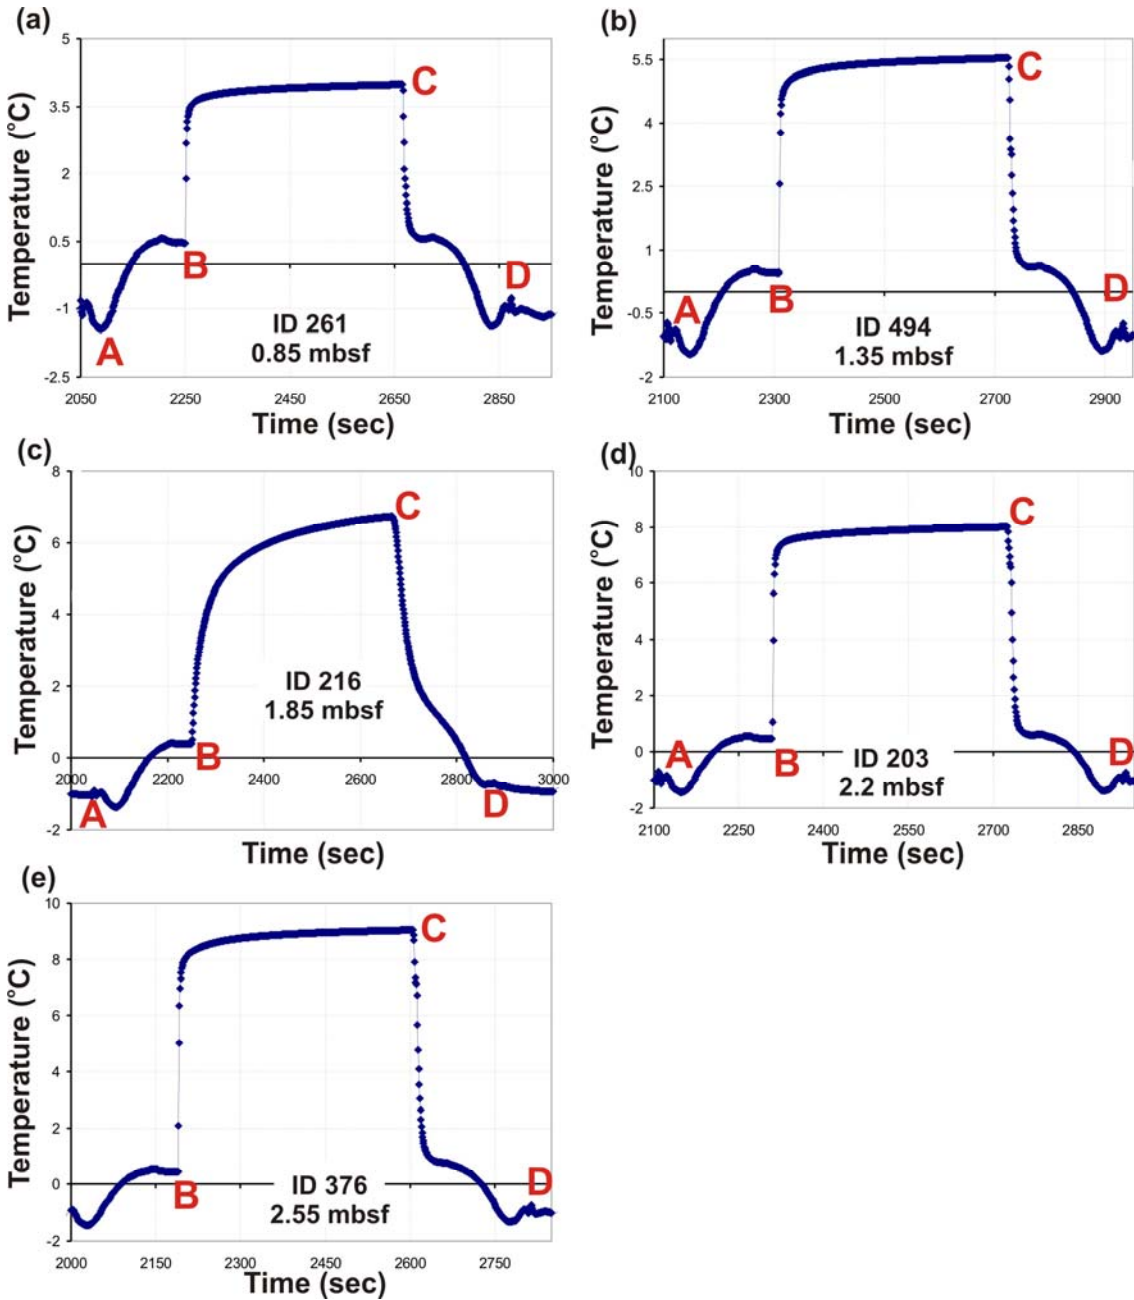 (a)
Temperature (°C)
5
3.5
2
0.5
-1
-2.5
A
B
C
D
ID 261
0.85 mbsf
2050 2250 2450 2650 2850
Time (sec)
(b)
Temperature (°C)
5.5
4
2.5
1
-0.5
-2
A
B
C
D
ID 494
1.35 mbsf
2100 2300 2500 2700 2900
Time (sec)
(c)
Temperature (°C)
8
6
4
2
0
-2
A
B
C
D
ID 216
1.85 mbsf
2000 2200 2400 2600 2800 3000
Time (sec)
(d)
Temperature (°C)
10
8
6
4
2
0
-2
A
B
C
D
ID 203
2.2 mbsf
2100 2250 2400 2550 2700 2850
Time (sec)
(e)
Temperature (°C)
10
8
6
4
2
0
-2
B
C
D
ID 376
2.55 mbsf
2000 2150 2300 2450 2600 2750
Time (sec)